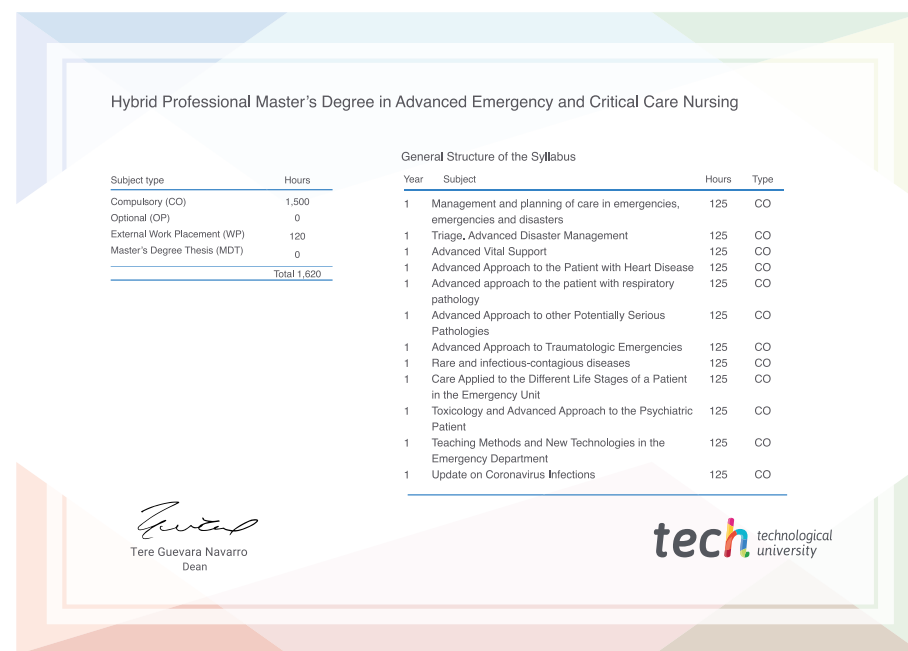 Hybrid Professional Master's Degree in Advanced Emergency and Critical Care Nursing
Subject type Hours
Compulsory (CO) 1,500
Optional (OP) 0
External Work Placement (WP) 120
Master's Degree Thesis (MDT) 0
Total 1,620
General Structure of the Syllabus
Year Subject Hours Type
1 Management and planning of care in emergencies, 125 CO
emergencies and disasters
1 Triage, Advanced Disaster Management 125 CO
1 Advanced Vital Support 125 CO
1 Advanced Approach to the Patient with Heart Disease 125 CO
1 Advanced approach to the patient with respiratory 125 CO
pathology
1 Advanced Approach to other Potentially Serious 125 CO
Pathologies
1 Advanced Approach to Traumatologic Emergencies 125 CO
1 Rare and infectious-contagious diseases 125 CO
1 Care Applied to the Different Life Stages of a Patient 125 CO
in the Emergency Unit
1 Toxicology and Advanced Approach to the Psychiatric 125 CO
Patient
1 Teaching Methods and New Technologies in the 125 CO
Emergency Department
1 Update on Coronavirus Infections 125 CO
Tere Guevara Navarro
Dean
tech technological
university